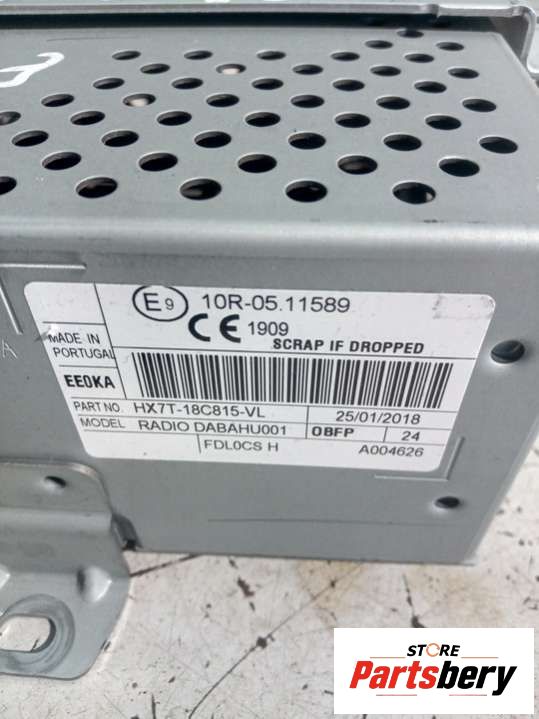 E9 10R-05.11589
CE 1909
MADE IN
PORTUGAL
SCRAP IF DROPPED
EE0KA
PART NO. HX7T-18C815-VL 25/01/2018
MODEL RADIO DABAHU001 0BFP 24
FDL0CS H A004626
STORE
Partsbery